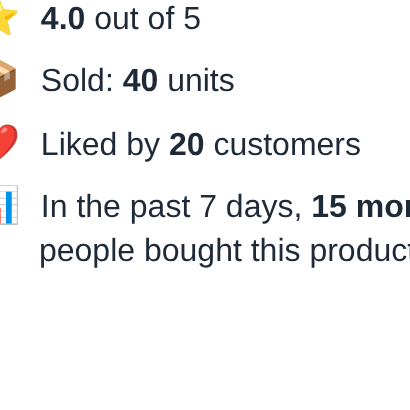 4.0 out of 5
Sold: 40 units
Liked by 20 customers
In the past 7 days, 15
people bought this